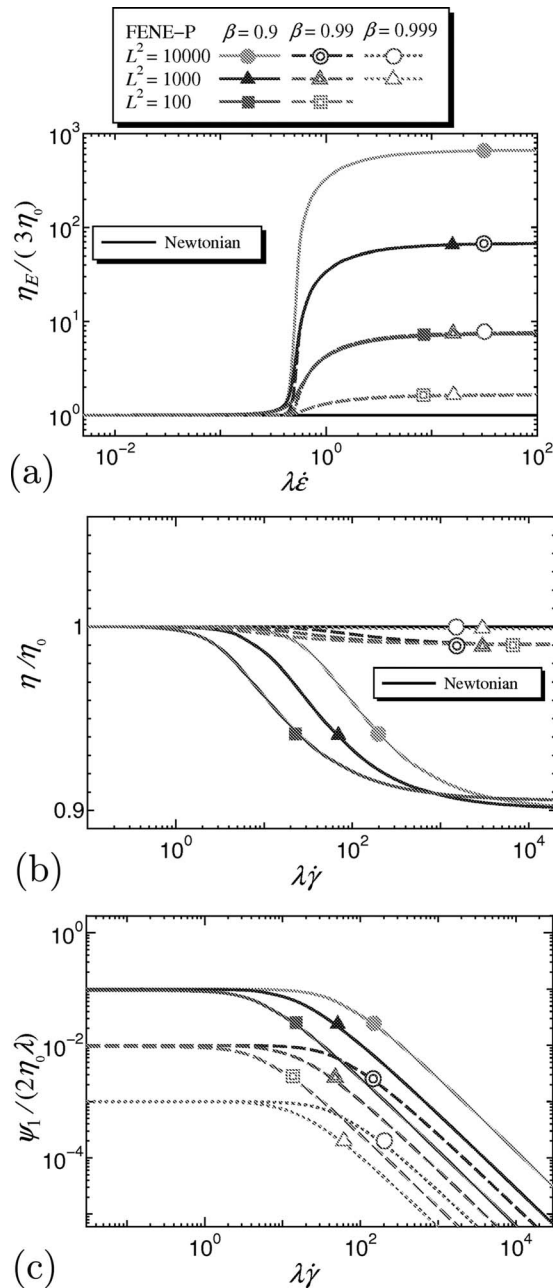 FENE−P β = 0.9 β = 0.99 β = 0.999
L² = 10000
L² = 1000
L² = 100
10³
10²
10¹
10⁰
η_E / ( 3η₀ )
Newtonian
10⁻² 10⁰ 10²
λε̇
(a)
1
0.9
η / η₀
Newtonian
10⁰ 10² 10⁴
λγ̇
(b)
10⁰
10⁻²
10⁻⁴
ψ₁ / (2η₀λ)
10⁰ 10² 10⁴
λγ̇
(c)